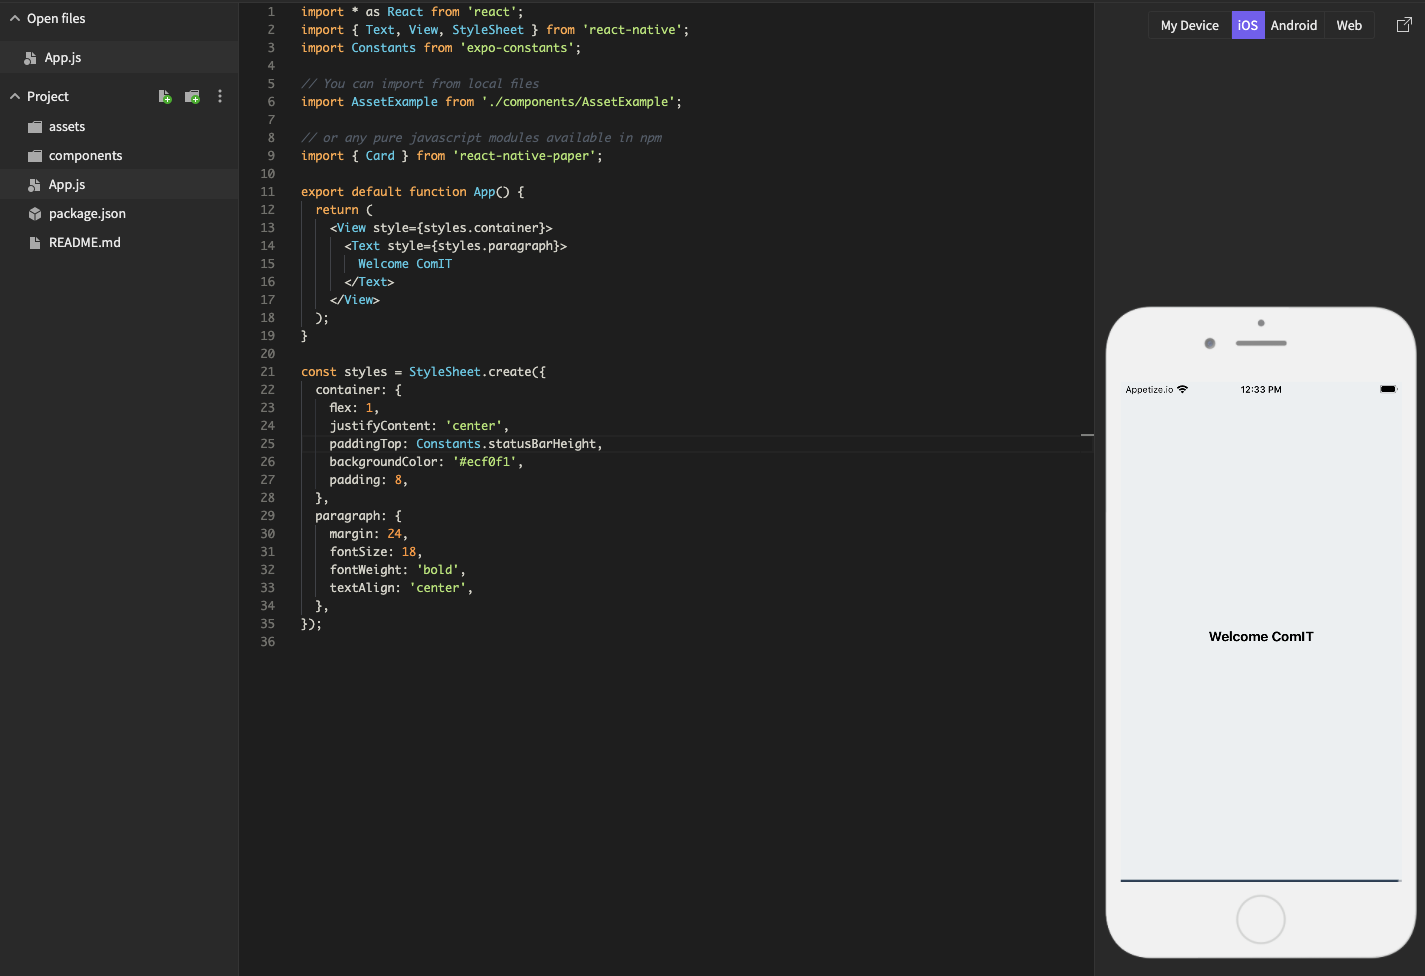 Open files
App.js
Project
assets
components
App.js
package.json
README.md
1 import * as React from 'react';
2 import { Text, View, StyleSheet } from 'react-native';
3 import Constants from 'expo-constants';
4
5 // You can import from local files
6 import AssetExample from './components/AssetExample';
7
8 // or any pure javascript modules available in npm
9 import { Card } from 'react-native-paper';
10
11 export default function App() {
12   return (
13     <View style={styles.container}>
14       <Text style={styles.paragraph}>
15         Welcome ComIT
16       </Text>
17     </View>
18   );
19 }
20
21 const styles = StyleSheet.create({
22   container: {
23     flex: 1,
24     justifyContent: 'center',
25     paddingTop: Constants.statusBarHeight,
26     backgroundColor: '#ecf0f1',
27     padding: 8,
28   },
29   paragraph: {
30     margin: 24,
31     fontSize: 18,
32     fontWeight: 'bold',
33     textAlign: 'center',
34   },
35 });
36
My Device iOS Android Web
Appetize.io 12:33 PM
Welcome ComIT